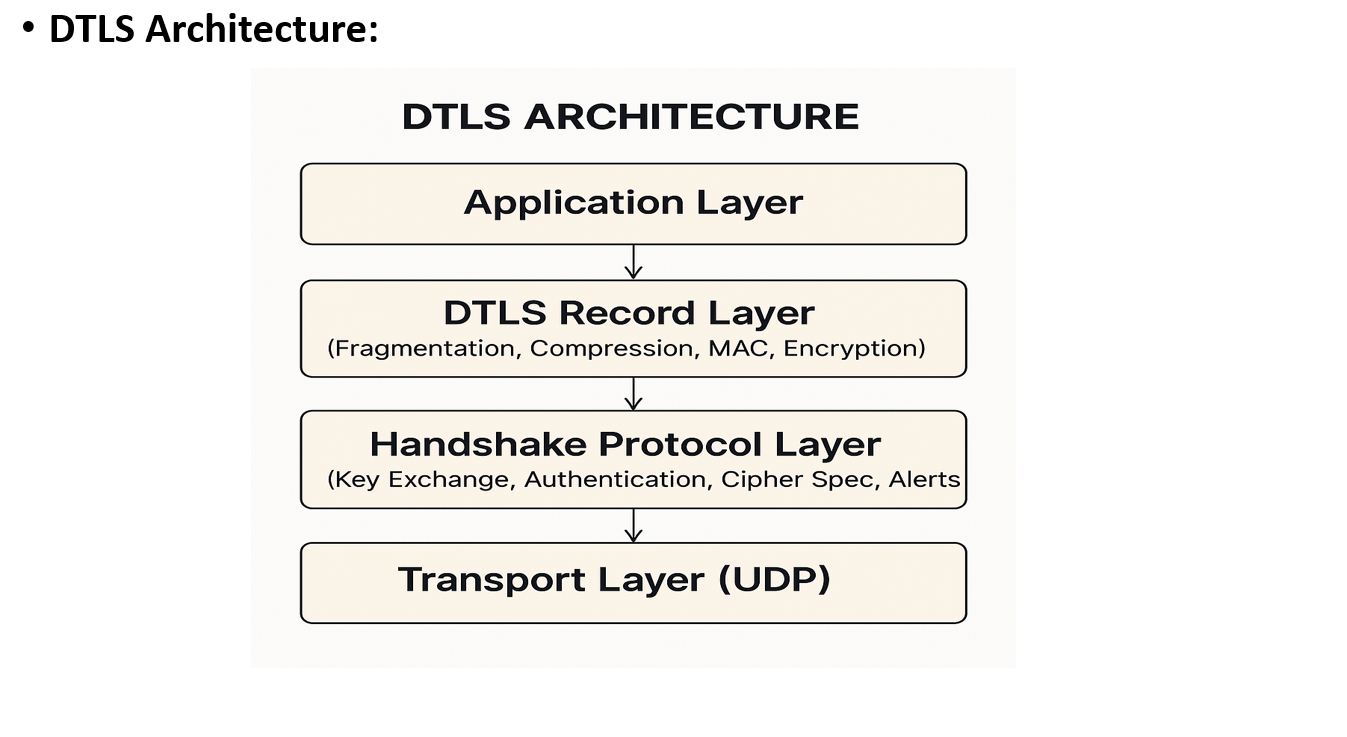 • DTLS Architecture:
DTLS ARCHITECTURE
Application Layer
DTLS Record Layer
(Fragmentation, Compression, MAC, Encryption)
Handshake Protocol Layer
(Key Exchange, Authentication, Cipher Spec, Alerts
Transport Layer (UDP)